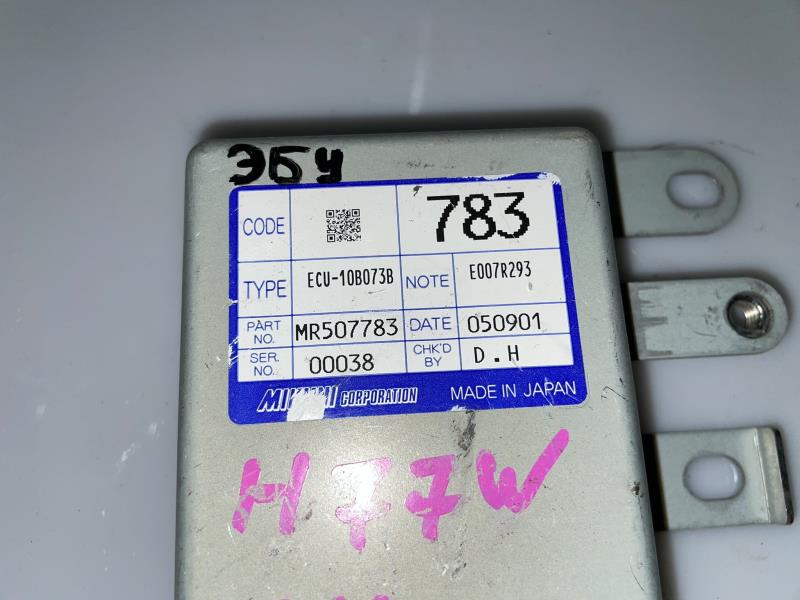 ЭБУ
CODE 783
TYPE ECU-10B073B NOTE E007R293
PART NO. MR507783 DATE 050901
SER. NO. 00038 CHK'D BY D.H
CORPORATION MADE IN JAPAN
H77W